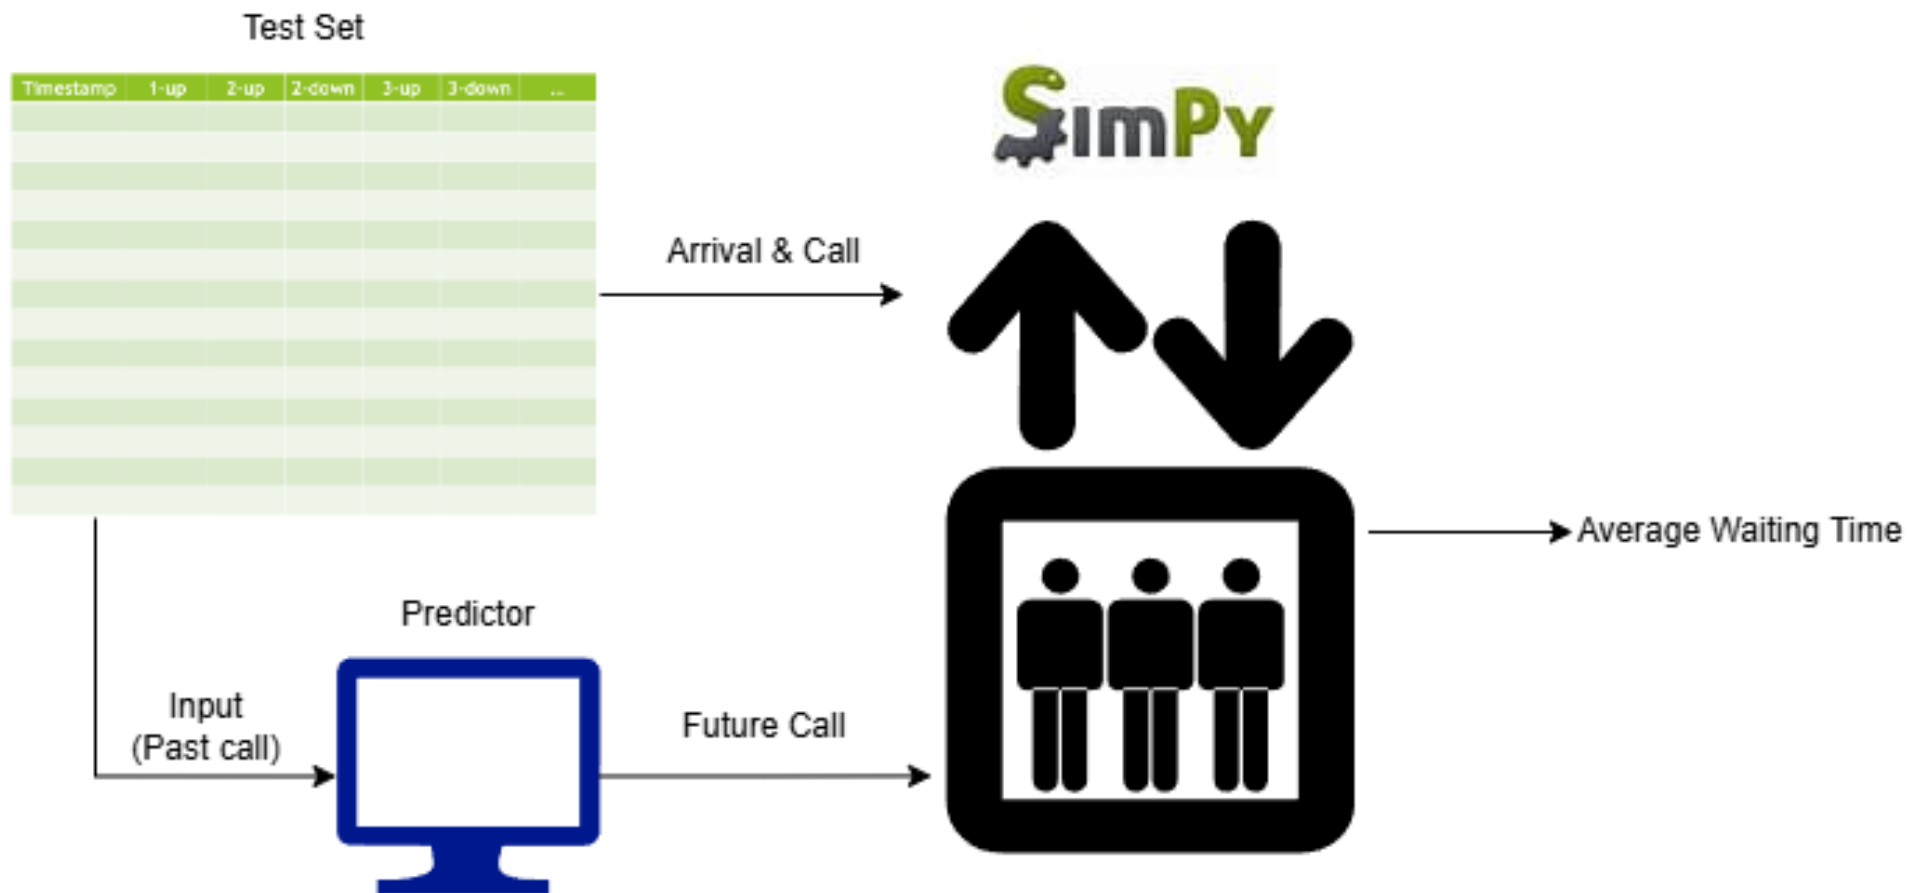 Test Set
Timestamp 1-up 2-up 2-down 3-up 3-down ...
SimPy
Arrival & Call
Average Waiting Time
Predictor
Input
(Past call)
Future Call